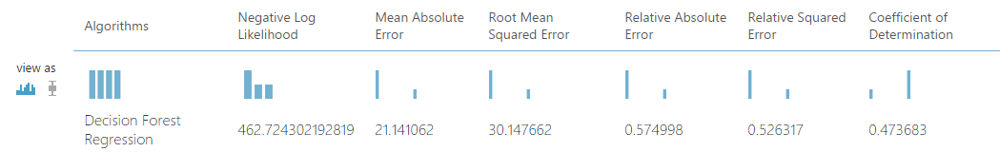 Algorithms
Negative Log
Likelihood
Mean Absolute
Error
Root Mean
Squared Error
Relative Absolute
Error
Relative Squared
Error
Coefficient of
Determination
view as
Decision Forest
Regression
462.724302192819
21.141062
30.147662
0.574998
0.526317
0.473683